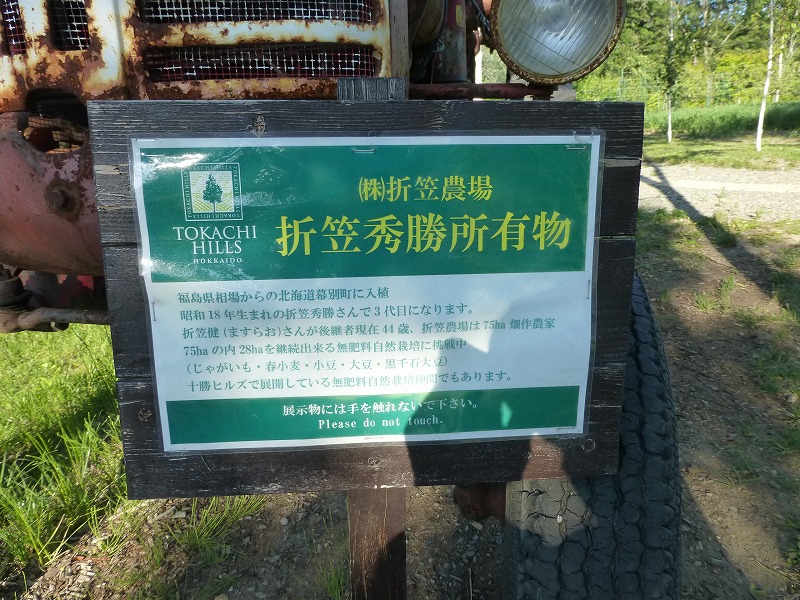 TOKACHI HILLS
TOKACHI
HILLS
HOKKAIDO
㈱折笠農場
折笠秀勝所有物
福島県相場からの北海道幕別町に入植
昭和18年生まれの折笠秀勝さんで3代目になります。
折笠健(ますらお)さんが後継者現在44歳、折笠農場は75ha 畑作農家
75haの内28haを継続出来る無肥料自然栽培に挑戦中
(じゃがいも・春小麦・小豆・大豆・黒千石大豆)
十勝ヒルズで展開している無肥料自然栽培仲間でもあります。
展示物には手を触れないで下さい。
Please do not touch.